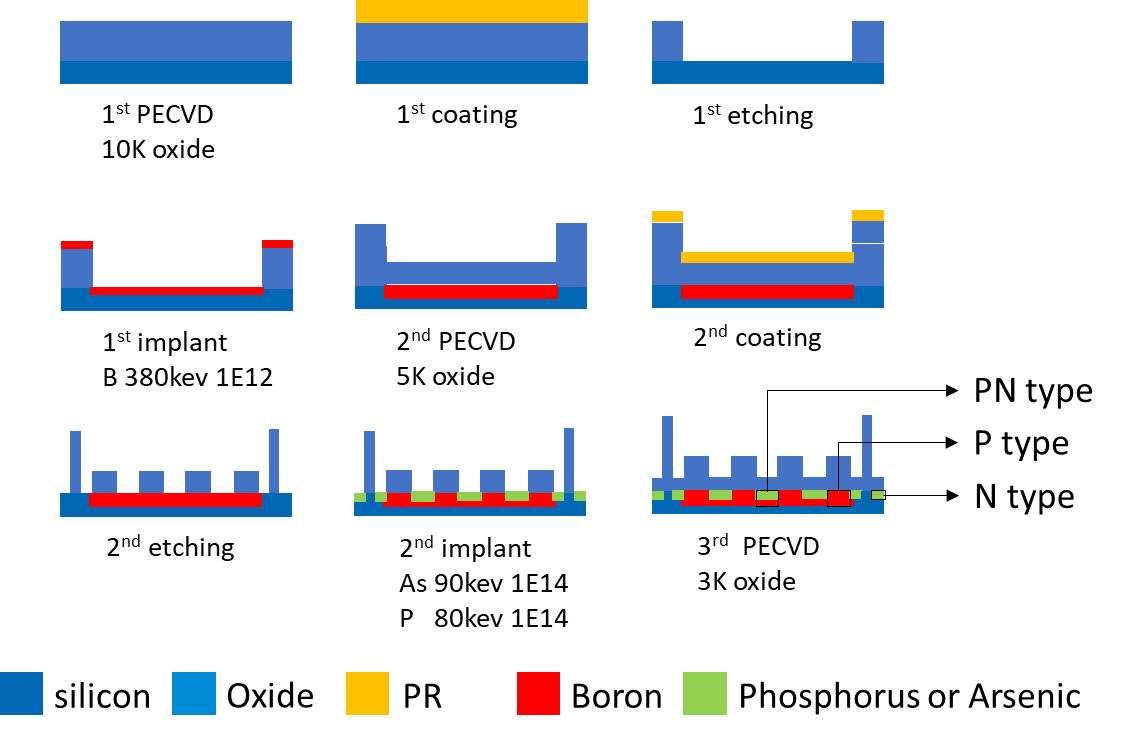 1st PECVD
10K oxide
1st coating
1st etching
1st implant
B 380kev 1E12
2nd PECVD
5K oxide
2nd coating
PN type
P type
N type
2nd etching
2nd implant
As 90kev 1E14
P 80kev 1E14
3rd PECVD
3K oxide
silicon Oxide PR Boron Phosphorus or Arsenic